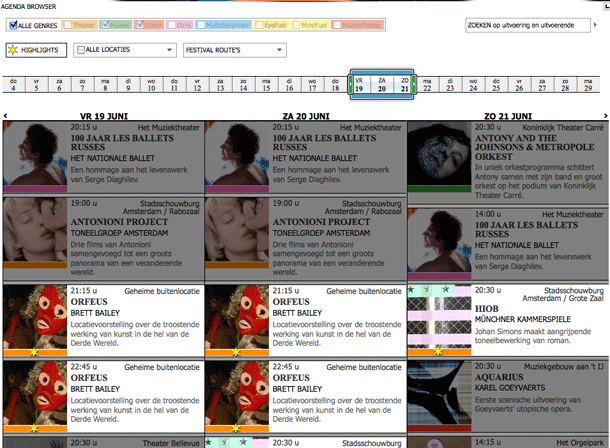 AGENDA BROWSER
ALLE GENRES Theater Muziek Opera Dans Multidisciplinair EyeFuel MindFuel Muziektheater
ZOEKEN op uitvoering en uitvoerende
HIGHLIGHTS ALLE LOCATIES FESTIVAL ROUTE'S
do vr za zo ma di wo do vr za zo ma di wo do VR ZA ZO ma di wo do vr za zo ma
4 5 6 7 8 9 10 11 12 13 14 15 16 17 18 19 20 21 22 23 24 25 26 27 28 29
VR 19 JUNI
20:15 u Het Muziektheater
100 JAAR LES BALLETS
RUSSES
HET NATIONALE BALLET
Een hommage aan het levenswerk
van Serge Diaghilev.
19:00 u Stadsschouwburg
Amsterdam / Rabozaal
ANTONIONI PROJECT
TONEELGROEP AMSTERDAM
Drie films van Antonioni
samengevoegd tot een groots
panorama van een veranderende
wereld.
21:15 u Geheime buitenlocatie
ORFEUS
BRETT BAILEY
Locatievoorstelling over de troostende
werking van kunst in de hel van de
Derde Wereld.
22:45 u Geheime buitenlocatie
ORFEUS
BRETT BAILEY
Locatievoorstelling over de troostende
werking van kunst in de hel van de
Derde Wereld.
20:30 u Theater Bellevue
ZA 20 JUNI
20:15 u Het Muziektheater
100 JAAR LES BALLETS
RUSSES
HET NATIONALE BALLET
Een hommage aan het levenswerk
van Serge Diaghilev.
19:00 u Stadsschouwburg
Amsterdam / Rabozaal
ANTONIONI PROJECT
TONEELGROEP AMSTERDAM
Drie films van Antonioni
samengevoegd tot een groots
panorama van een veranderende
wereld.
21:15 u Geheime buitenlocatie
ORFEUS
BRETT BAILEY
Locatievoorstelling over de troostende
werking van kunst in de hel van de
Derde Wereld.
22:45 u Geheime buitenlocatie
ORFEUS
BRETT BAILEY
Locatievoorstelling over de troostende
werking van kunst in de hel van de
Derde Wereld.
20:30 u Stadsschouwburg
ZO 21 JUNI
20:30 u Koninklijk Theater Carré
ANTONY AND THE
JOHNSONS & METROPOLE
ORKEST
In uniek orkestprogramma schittert
Antony samen met zijn band en groot
orkest op het podium van Koninklijk
Theater Carré.
14:00 u Het Muziektheater
100 JAAR LES BALLETS
RUSSES
HET NATIONALE BALLET
Een hommage aan het levenswerk
van Serge Diaghilev.
20:30 u Stadsschouwburg
Amsterdam / Grote Zaal
HIOB
MÜNCHNER KAMMERSPIELE
Johan Simons maakt aangrijpende
toneelbewerking van roman.
20:30 u Muziekgebouw aan 't IJ
AQUARIUS
KAREL GOEYVAERTS
Eerste scenische uitvoering van
Goeyvaerts' utopische opera.
14:15 u Het Orgelpark